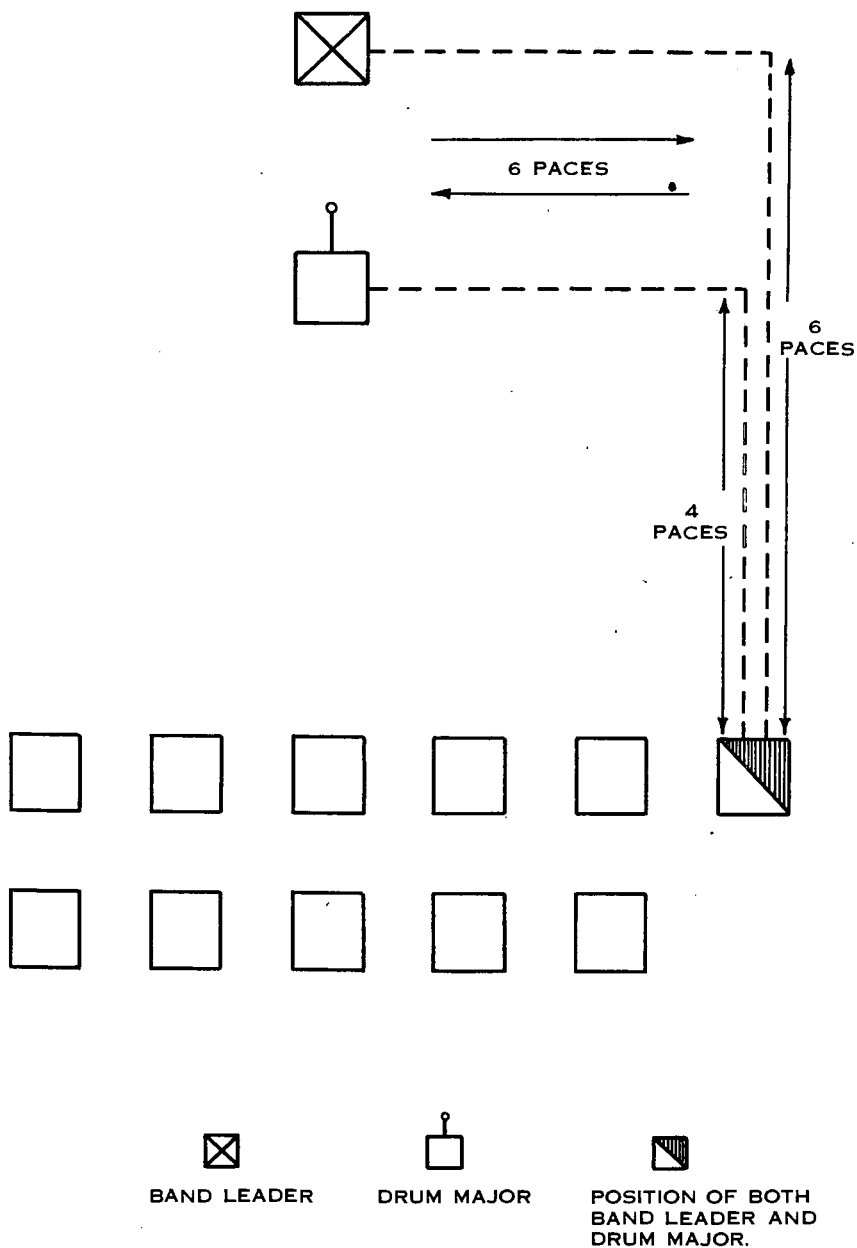 6 PACES
6
PACES
4
PACES
BAND LEADER
DRUM MAJOR
POSITION OF BOTH
BAND LEADER AND
DRUM MAJOR.